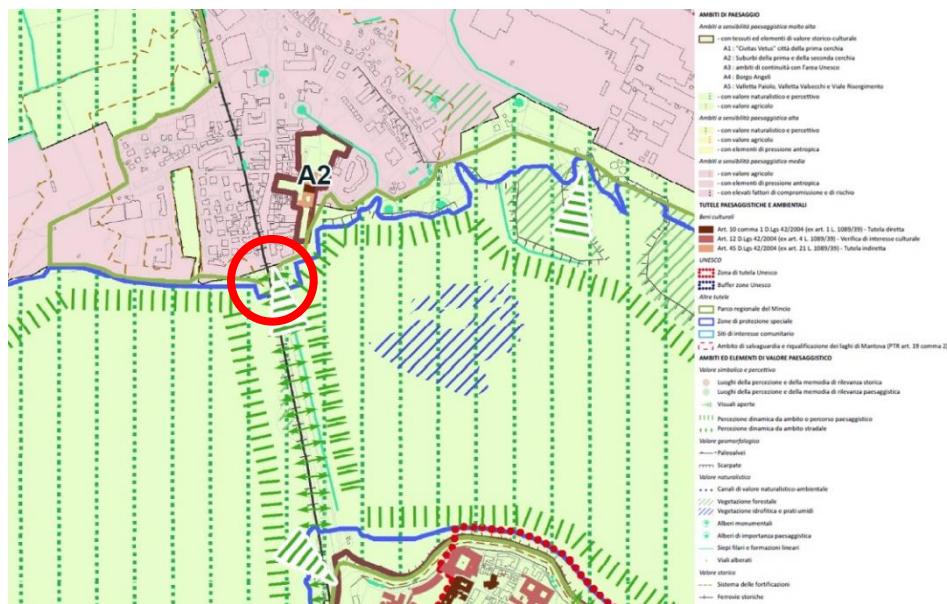 A2
AMBITI DI PAESAGGIO
Ambiti a sensibilità paesaggistica molto alta
- con tessuti ed elementi di valore storico-culturale
A1 : "Civitas Vetus" città della prima cerchia
A2 : Suburbi della prima e della seconda cerchia
A3 : ambiti di continuità con l'area Unesco
A4 : Borgo Angeli
A5 : Valletta Paiolo, Valletta Valsecchi e Viale Risorgimento
- con valore naturalistico e percettivo
- con valore agricolo
Ambiti a sensibilità paesaggistica alta
- con valore naturalistico e percettivo
- con valore agricolo
- con elementi di pressione antropica
Ambiti a sensibilità paesaggistica media
- con valore agricolo
- con elementi di pressione antropica
- con elevati fattori di compromissione e di rischio
TUTELE PAESAGGISTICHE E AMBIENTALI
Beni culturali
Art. 10 comma 1 D.Lgs 42/2004 (ex art. 1 L. 1089/39) - Tutela diretta
Art. 12 D.Lgs 42/2004 (ex art. 4 L. 1089/39) - Verifica di interesse culturale
Art. 45 D.Lgs 42/2004 (ex art. 21 L. 1089/39) - Tutela indiretta
UNESCO
Zona di tutela Unesco
Buffer zone Unesco
Altre tutele
Parco regionale del Mincio
Zone di protezione speciale
Siti di interesse comunitario
Ambito di salvaguardia e riqualificazione dei laghi di Mantova (PTR art. 19 comma 2)
AMBITI ED ELEMENTI DI VALORE PAESAGGISTICO
Valore simbolico e percettivo
Luoghi della percezione e della memodia di rilevanza storica
Luoghi della percezione e della memodia di rilevanza paesaggistica
Visuali aperte
Percezione dinamica da ambito o percorso paesaggistico
Percezione dinamica da ambito stradale
Valore geomorfologico
Paleoalvei
Scarpate
Valore naturalistico
Canali di valore naturalistico-ambientale
Vegetazione forestale
Vegetazione idrofitica e prati umidi
Alberi monumentali
Alberi di importanza paesaggistica
Siepi filari e formazioni lineari
Viali alberati
Valore storico
Sistema delle fortificazioni
Ferrovie storiche